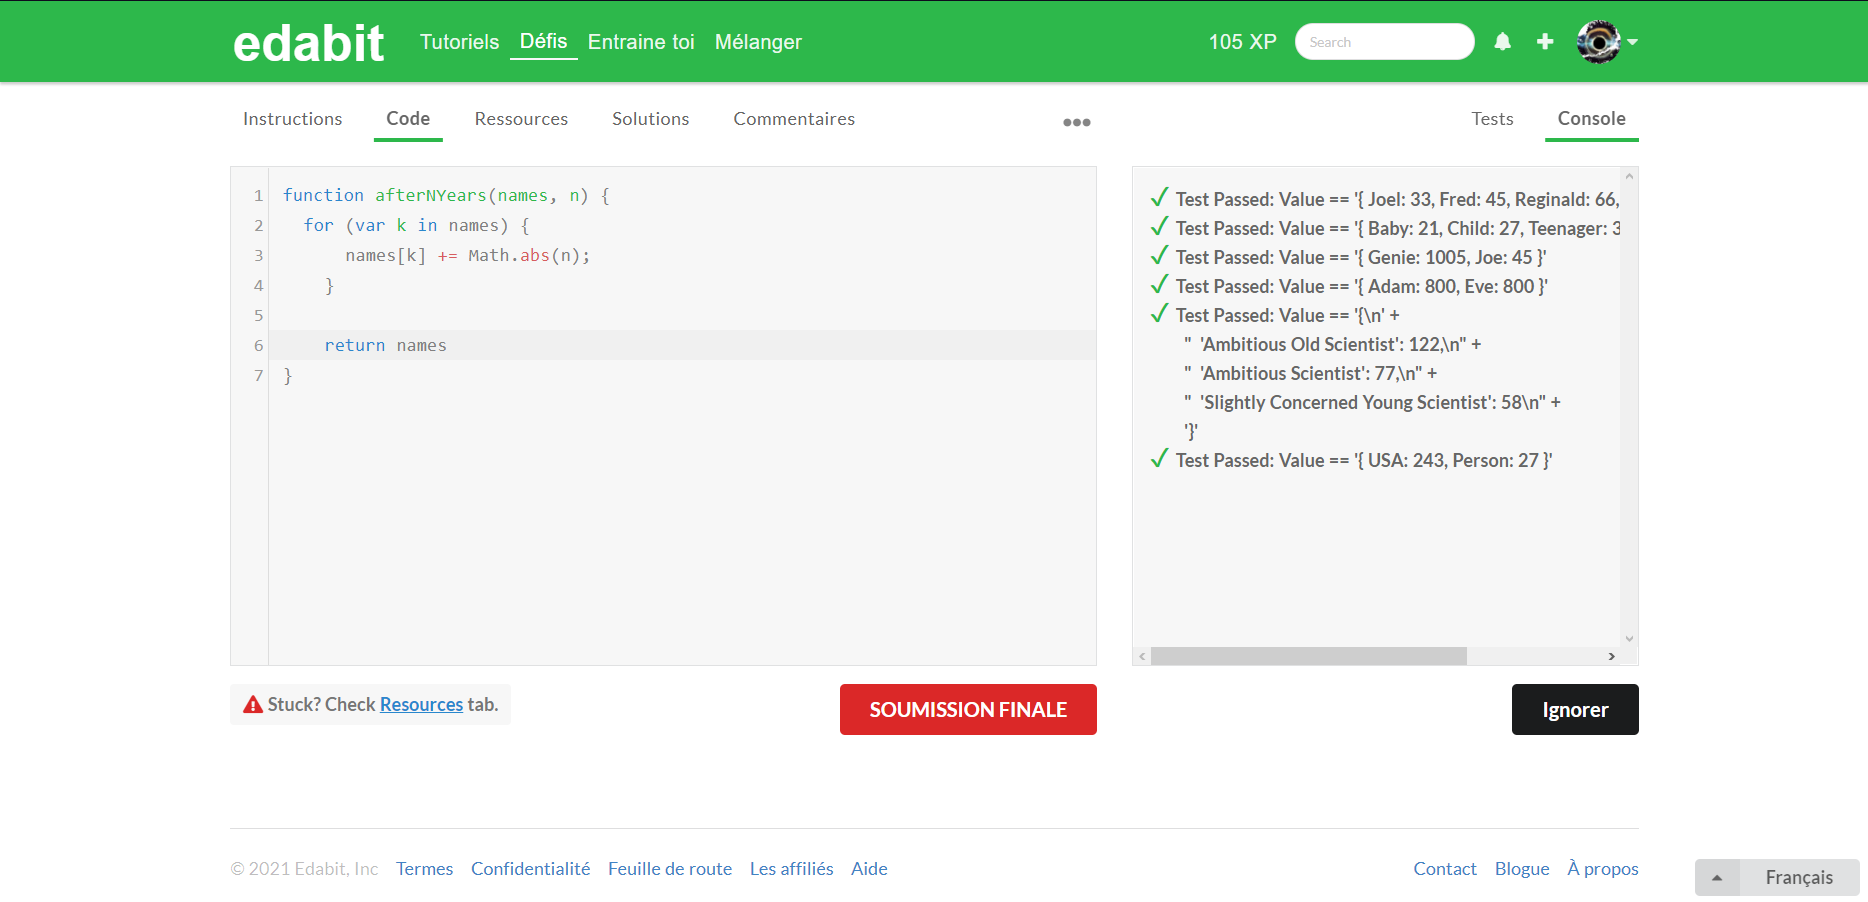 edabit Tutoriels Défis Entraine toi Mélanger 105 XP Search
Instructions Code Ressources Solutions Commentaires ••• Tests Console
1 function afterNYears(names, n) {
2 for (var k in names) {
3 names[k] += Math.abs(n);
4 }
5
6 return names
7 }
✓ Test Passed: Value == '{ Joel: 33, Fred: 45, Reginald: 66,
✓ Test Passed: Value == '{ Baby: 21, Child: 27, Teenager: 3
✓ Test Passed: Value == '{ Genie: 1005, Joe: 45 }'
✓ Test Passed: Value == '{ Adam: 800, Eve: 800 }'
✓ Test Passed: Value == '{\n' +
" 'Ambitious Old Scientist': 122,\n" +
" 'Ambitious Scientist': 77,\n" +
" 'Slightly Concerned Young Scientist': 58\n" +
'}'
✓ Test Passed: Value == '{ USA: 243, Person: 27 }'
Stuck? Check Resources tab. SOUMISSION FINALE Ignorer
© 2021 Edabit, Inc Termes Confidentialité Feuille de route Les affiliés Aide Contact Blogue À propos
Français